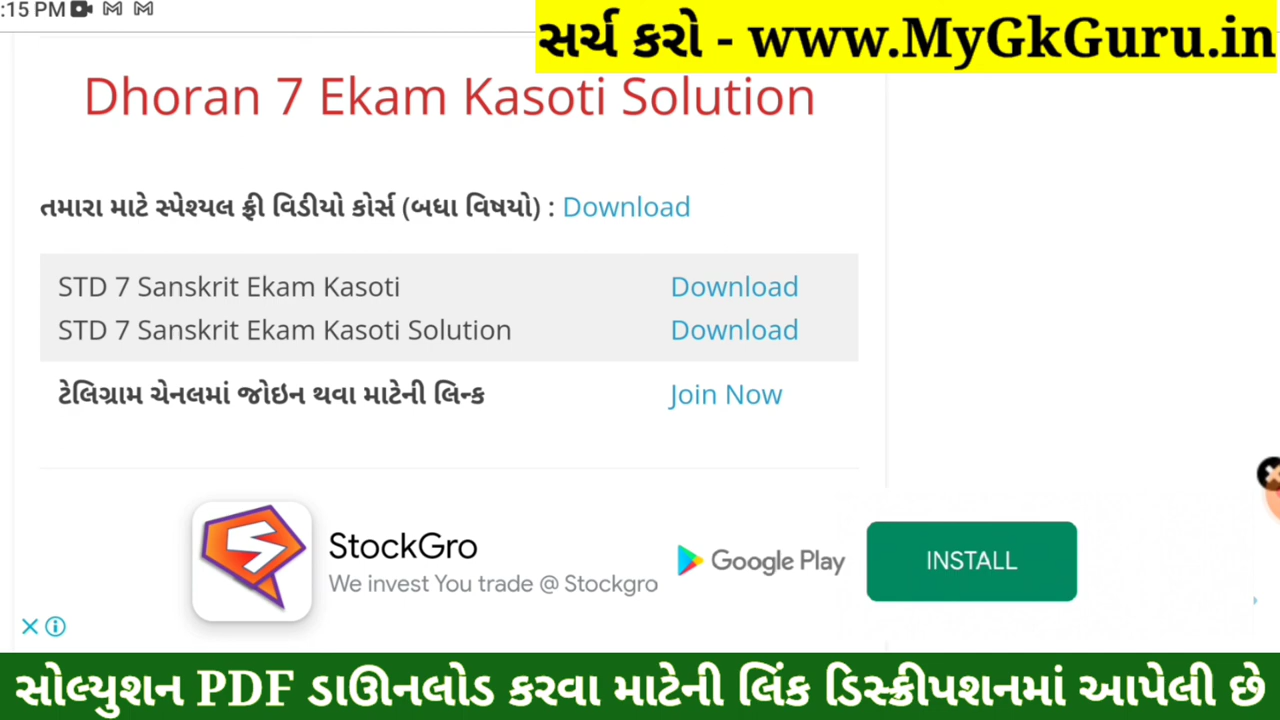 :15 PM
સર્ચ કરો - www.MyGkGuru.in
Dhoran 7 Ekam Kasoti Solution
તમારા માટે સ્પેશ્યલ ફ્રી વિડીયો કોર્સ (બધા વિષયો) : Download
STD 7 Sanskrit Ekam Kasoti Download
STD 7 Sanskrit Ekam Kasoti Solution Download
ટેલિગ્રામ ચેનલમાં જોઇન થવા માટેની લિન્ક Join Now
StockGro
We invest You trade @ Stockgro
Google Play
INSTALL
સોલ્યુશન PDF ડાઊનલોડ કરવા માટેની લિંક ડિસ્ક્રીપશનમાં આપેલી છે